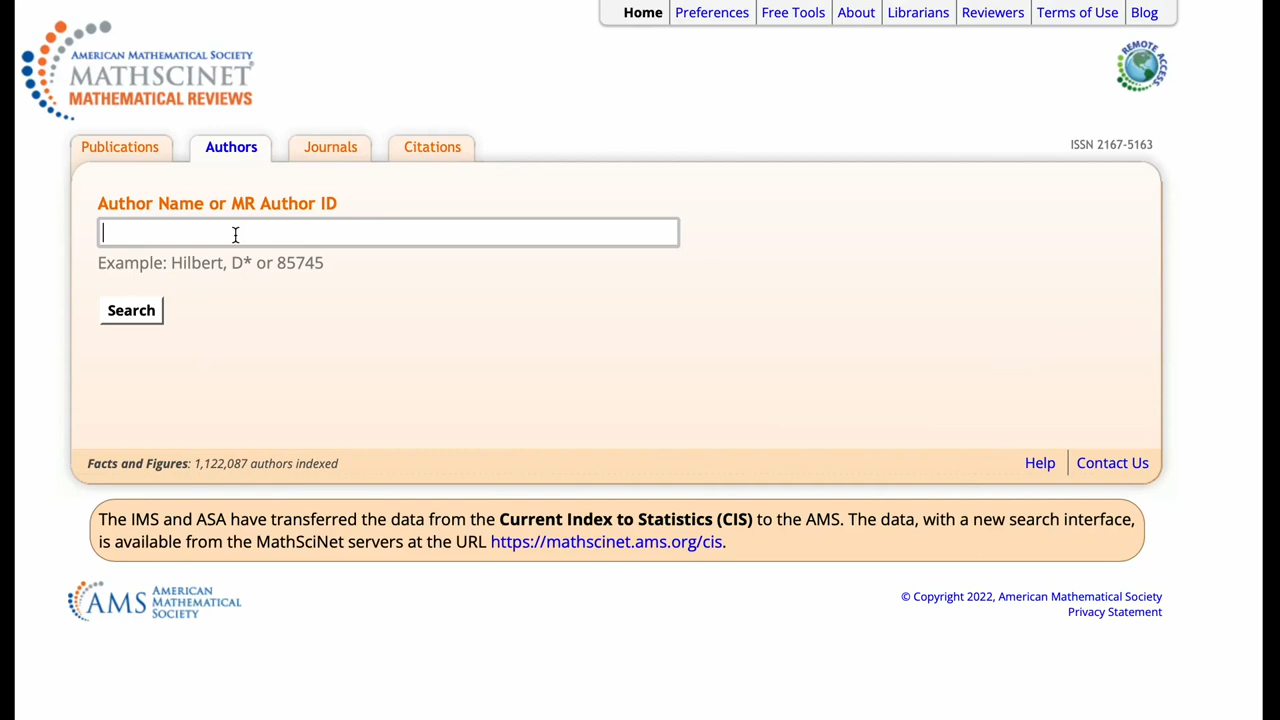 Home Preferences Free Tools About Librarians Reviewers Terms of Use Blog
AMERICAN MATHEMATICAL SOCIETY
MATHSCINET®
MATHEMATICAL REVIEWS
REMOTE ACCESS
Publications Authors Journals Citations
ISSN 2167-5163
Author Name or MR Author ID
Example: Hilbert, D* or 85745
Search
Facts and Figures: 1,122,087 authors indexed
Help Contact Us
The IMS and ASA have transferred the data from the Current Index to Statistics (CIS) to the AMS. The data, with a new search interface,
is available from the MathSciNet servers at the URL https://mathscinet.ams.org/cis.
AMS AMERICAN
MATHEMATICAL
SOCIETY
© Copyright 2022, American Mathematical Society
Privacy Statement